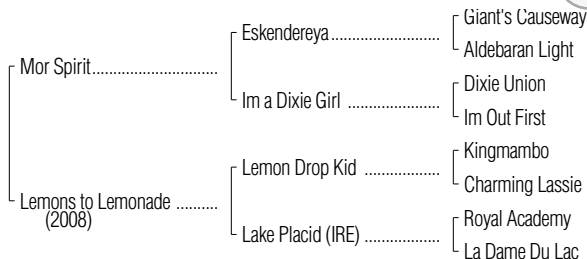 Giant's Causeway
Eskendereya
Aldebaran Light
Mor Spirit
Dixie Union
Im a Dixie Girl
Im Out First
Kingmambo
Lemon Drop Kid
Charming Lassie
Lemons to Lemonade
(2008)
Royal Academy
Lake Placid (IRE)
La Dame Du Lac